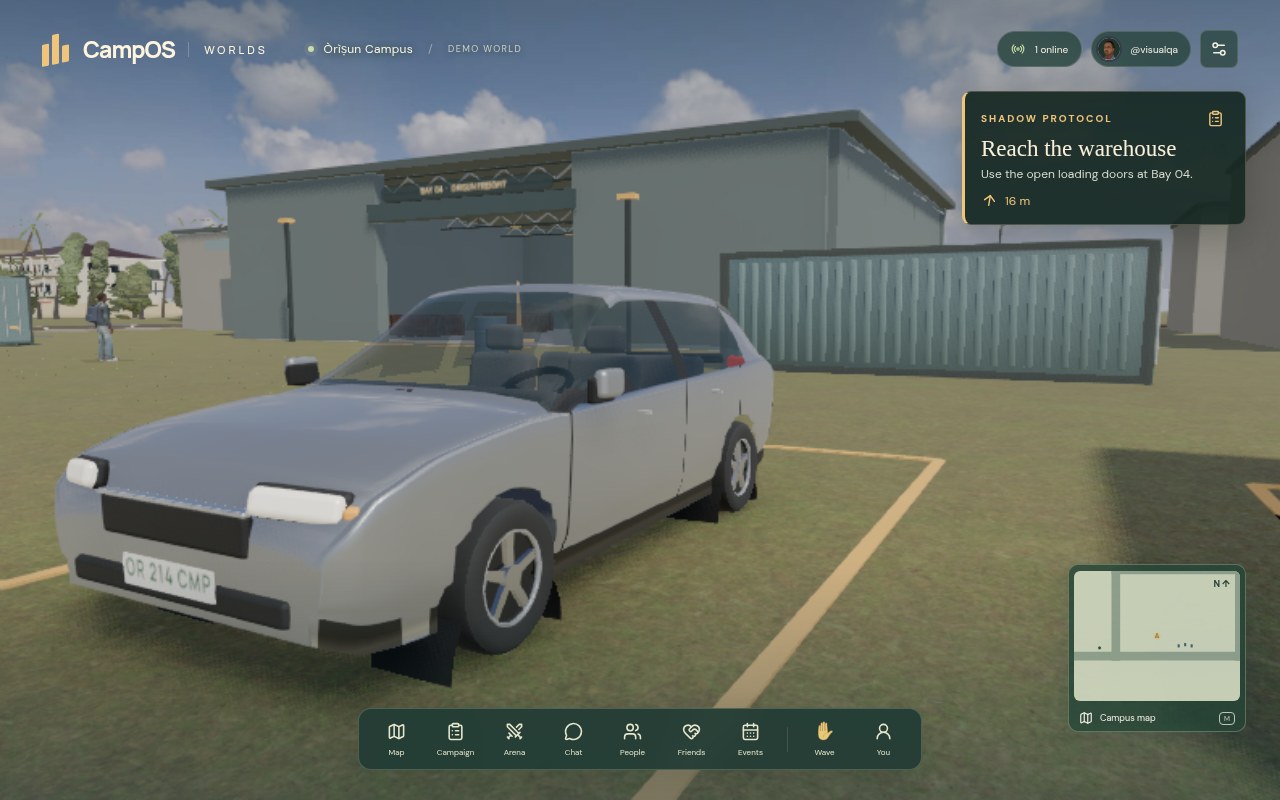 CampOS
WORLDS
Òrìṣun Campus / DEMO WORLD
1 online
@visualqa
SHADOW PROTOCOL
Reach the warehouse
Use the open loading doors at Bay 04.
16 m
BAY 04
OR 214 CMP
N
Campus map
M
Map
Campaign
Arena
Chat
People
Friends
Events
Wave
You